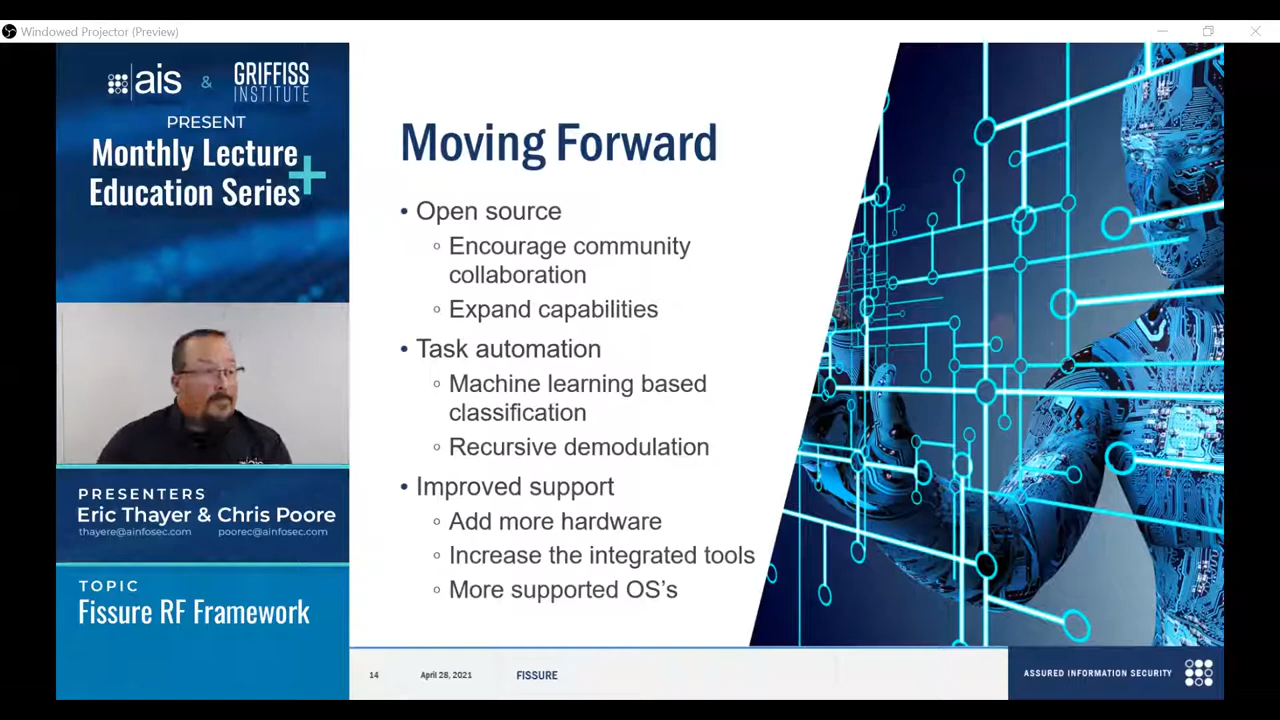 Windowed Projector (Preview)
ais & GRIFFISS
INSTITUTE
PRESENT
Monthly Lecture
Education Series+
PRESENTERS
Eric Thayer & Chris Poore
thayere@ainfosec.com poorec@ainfosec.com
TOPIC
Fissure RF Framework
Moving Forward
• Open source
◦ Encourage community
collaboration
◦ Expand capabilities
• Task automation
◦ Machine learning based
classification
◦ Recursive demodulation
• Improved support
◦ Add more hardware
◦ Increase the integrated tools
◦ More supported OS’s
14 April 28, 2021 FISSURE
ASSURED INFORMATION SECURITY